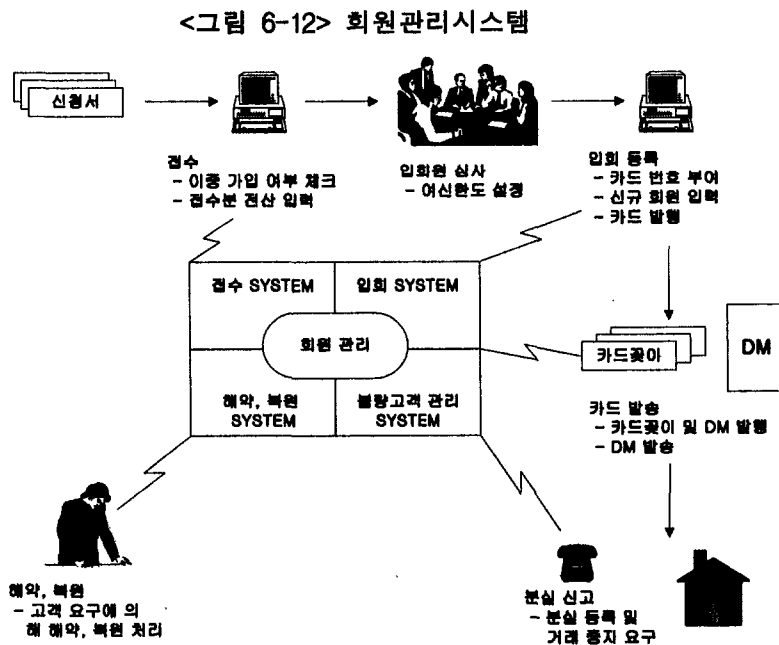 <그림 6-12> 회원관리시스템
신청서
접수
- 이중 가입 여부 체크
- 접수분 전산 입력
입회원 심사
- 여신한도 설정
입회 등록
- 카드 번호 부여
- 신규 회원 입력
- 카드 발행
접수 SYSTEM
입회 SYSTEM
회원 관리
해약, 복원
SYSTEM
불량고객 관리
SYSTEM
카드꽂아
DM
카드 발송
- 카드꽂이 및 DM 발행
- DM 발송
해약, 복원
- 고객 요구에 의
해 해약, 복원 처리
분실 신고
- 분실 등록 및
거래 중지 요구